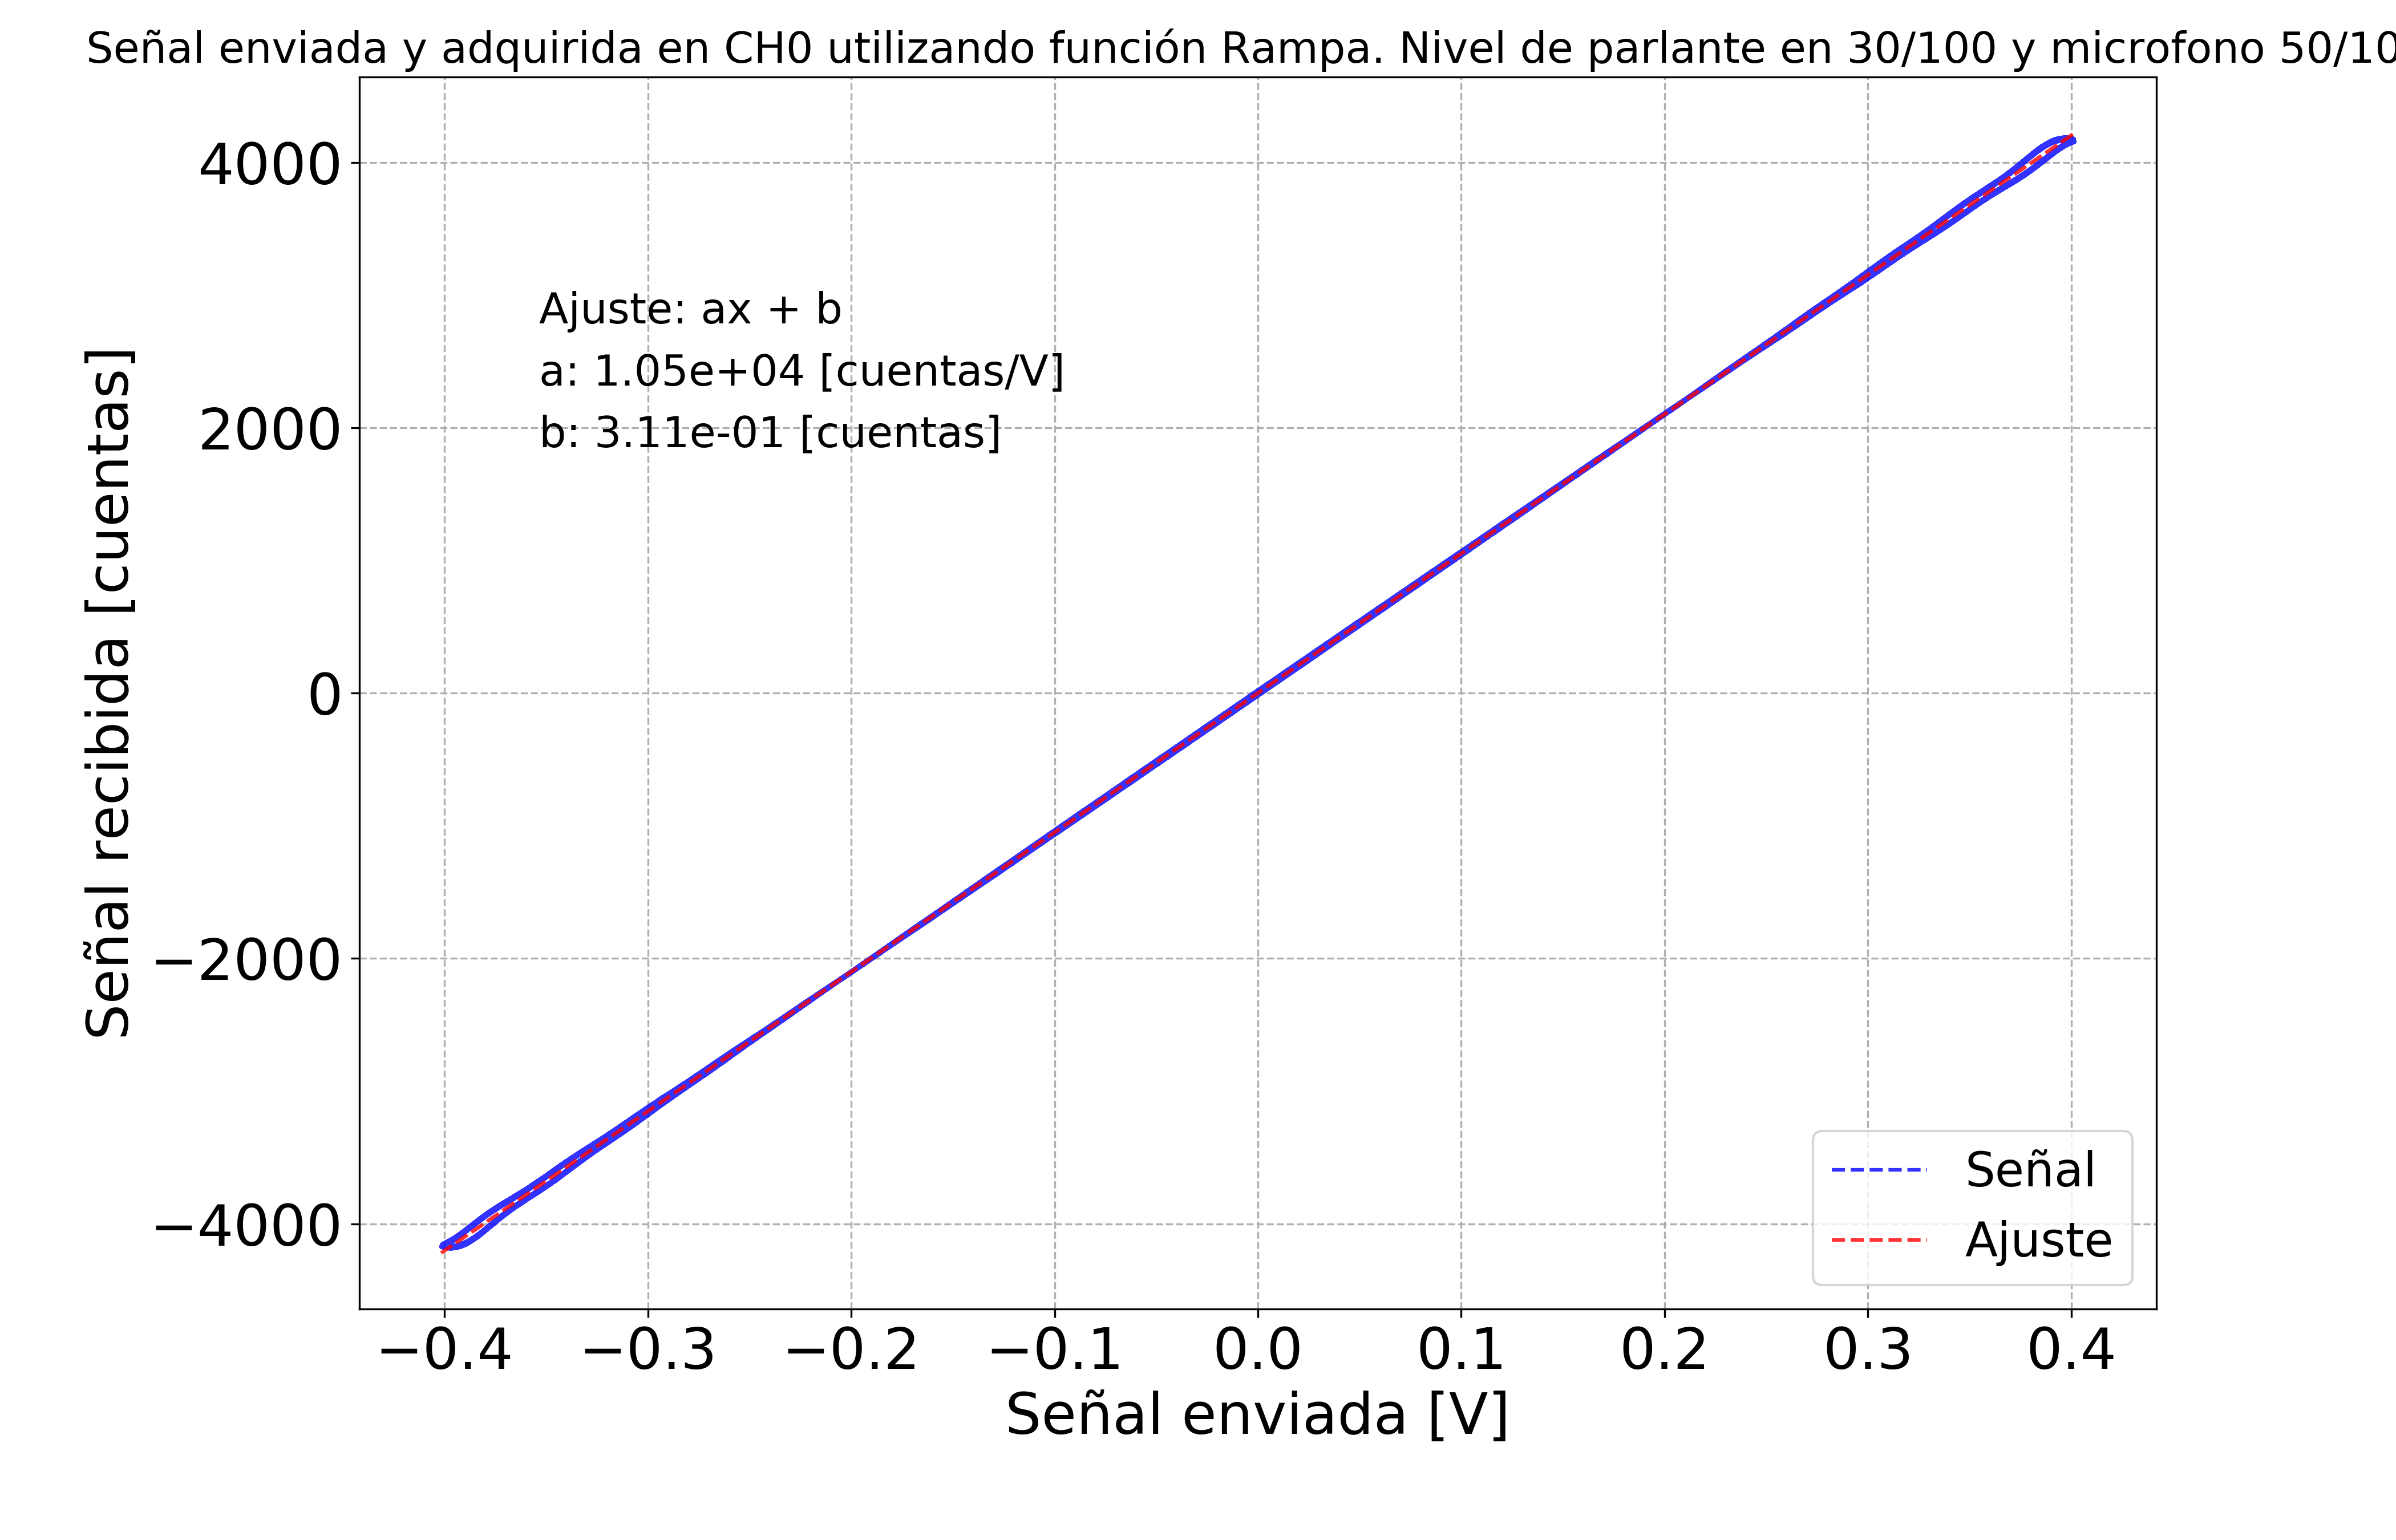 Señal enviada y adquirida en CH0 utilizando función Rampa. Nivel de parlante en 30/100 y microfono 50/10
4000
2000
0
−2000
−4000
Señal recibida [cuentas]
Ajuste: ax + b
a: 1.05e+04 [cuentas/V]
b: 3.11e-01 [cuentas]
Señal
Ajuste
−0.4 −0.3 −0.2 −0.1 0.0 0.1 0.2 0.3 0.4
Señal enviada [V]